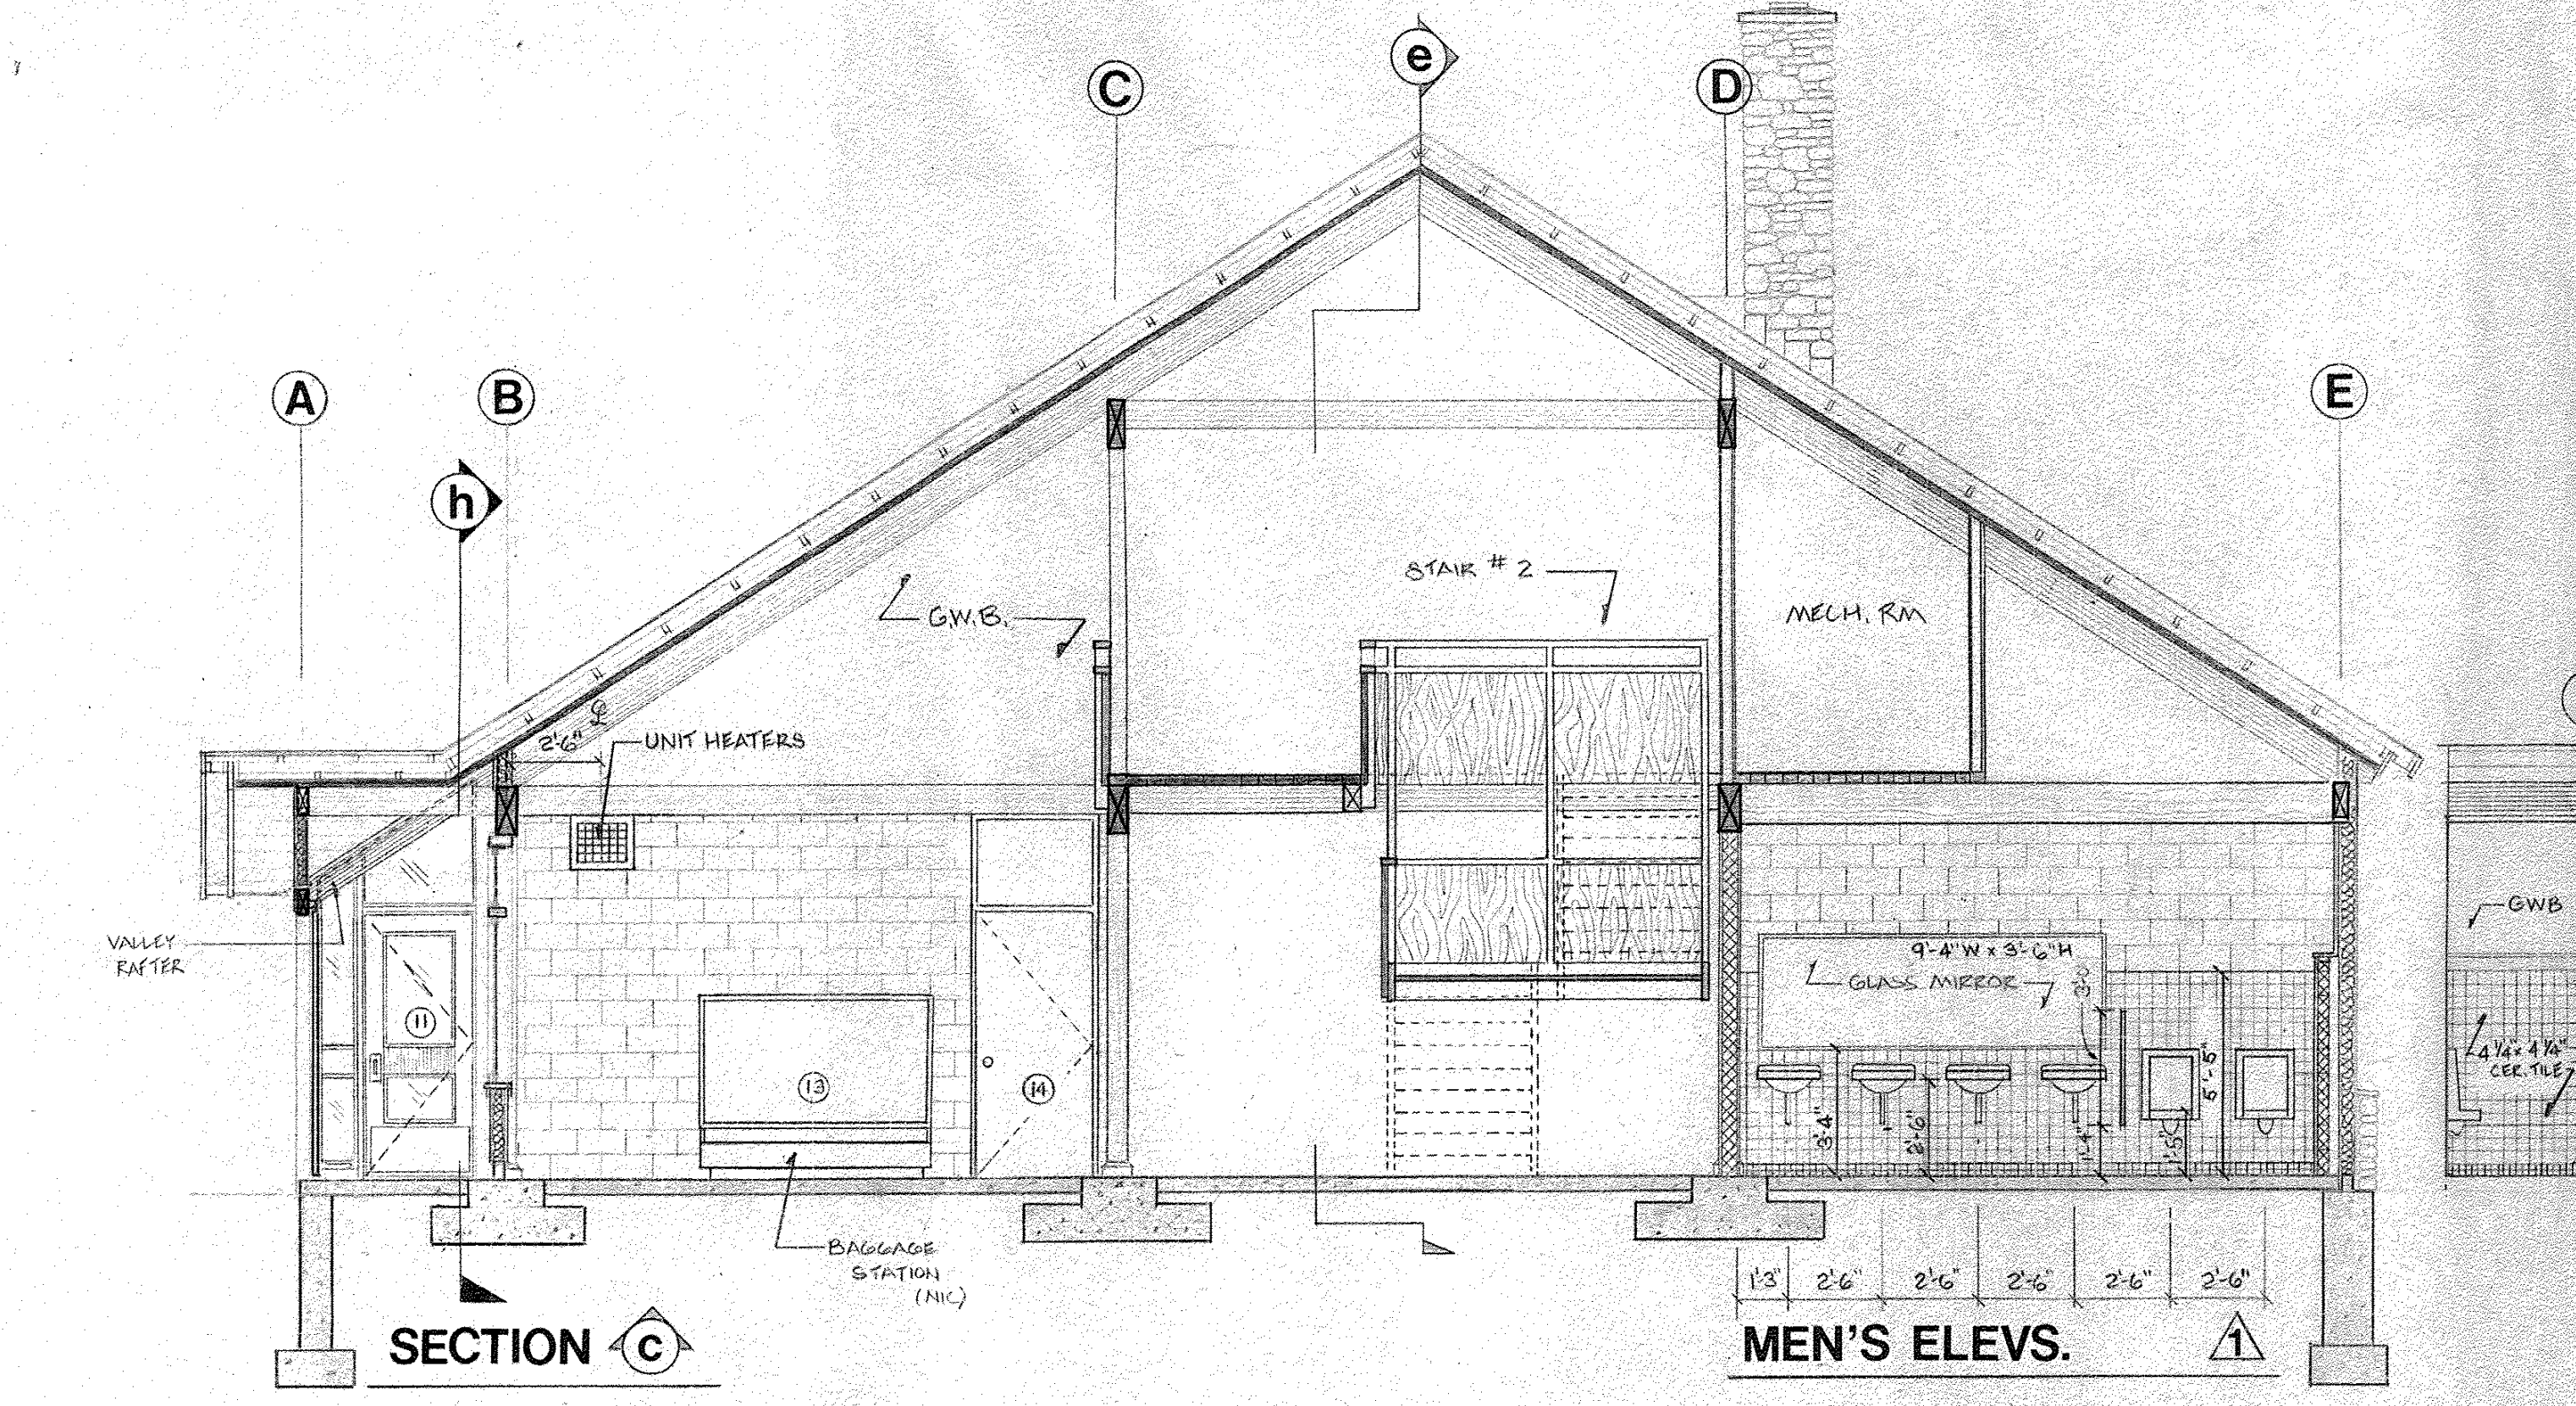 e
C
D
A
B
E
h
STAIR # 2
G.W.B.
MECH. RM
℄
2'-6"
UNIT HEATERS
GWB
VALLEY
RAFTER
9'-4" W x 3'-6" H
GLASS MIRROR
3'-0"
11
13
14
4 1/4" x 4 1/4"
CER. TILE
5'-5"
3'-4"
2'-6"
1'-4"
1'-5"
BAGGAGE
STATION
(NIC)
1'3" 2'-6" 2'-6" 2'-6" 2'-6" 2'-6"
SECTION c
MEN'S ELEVS. 1